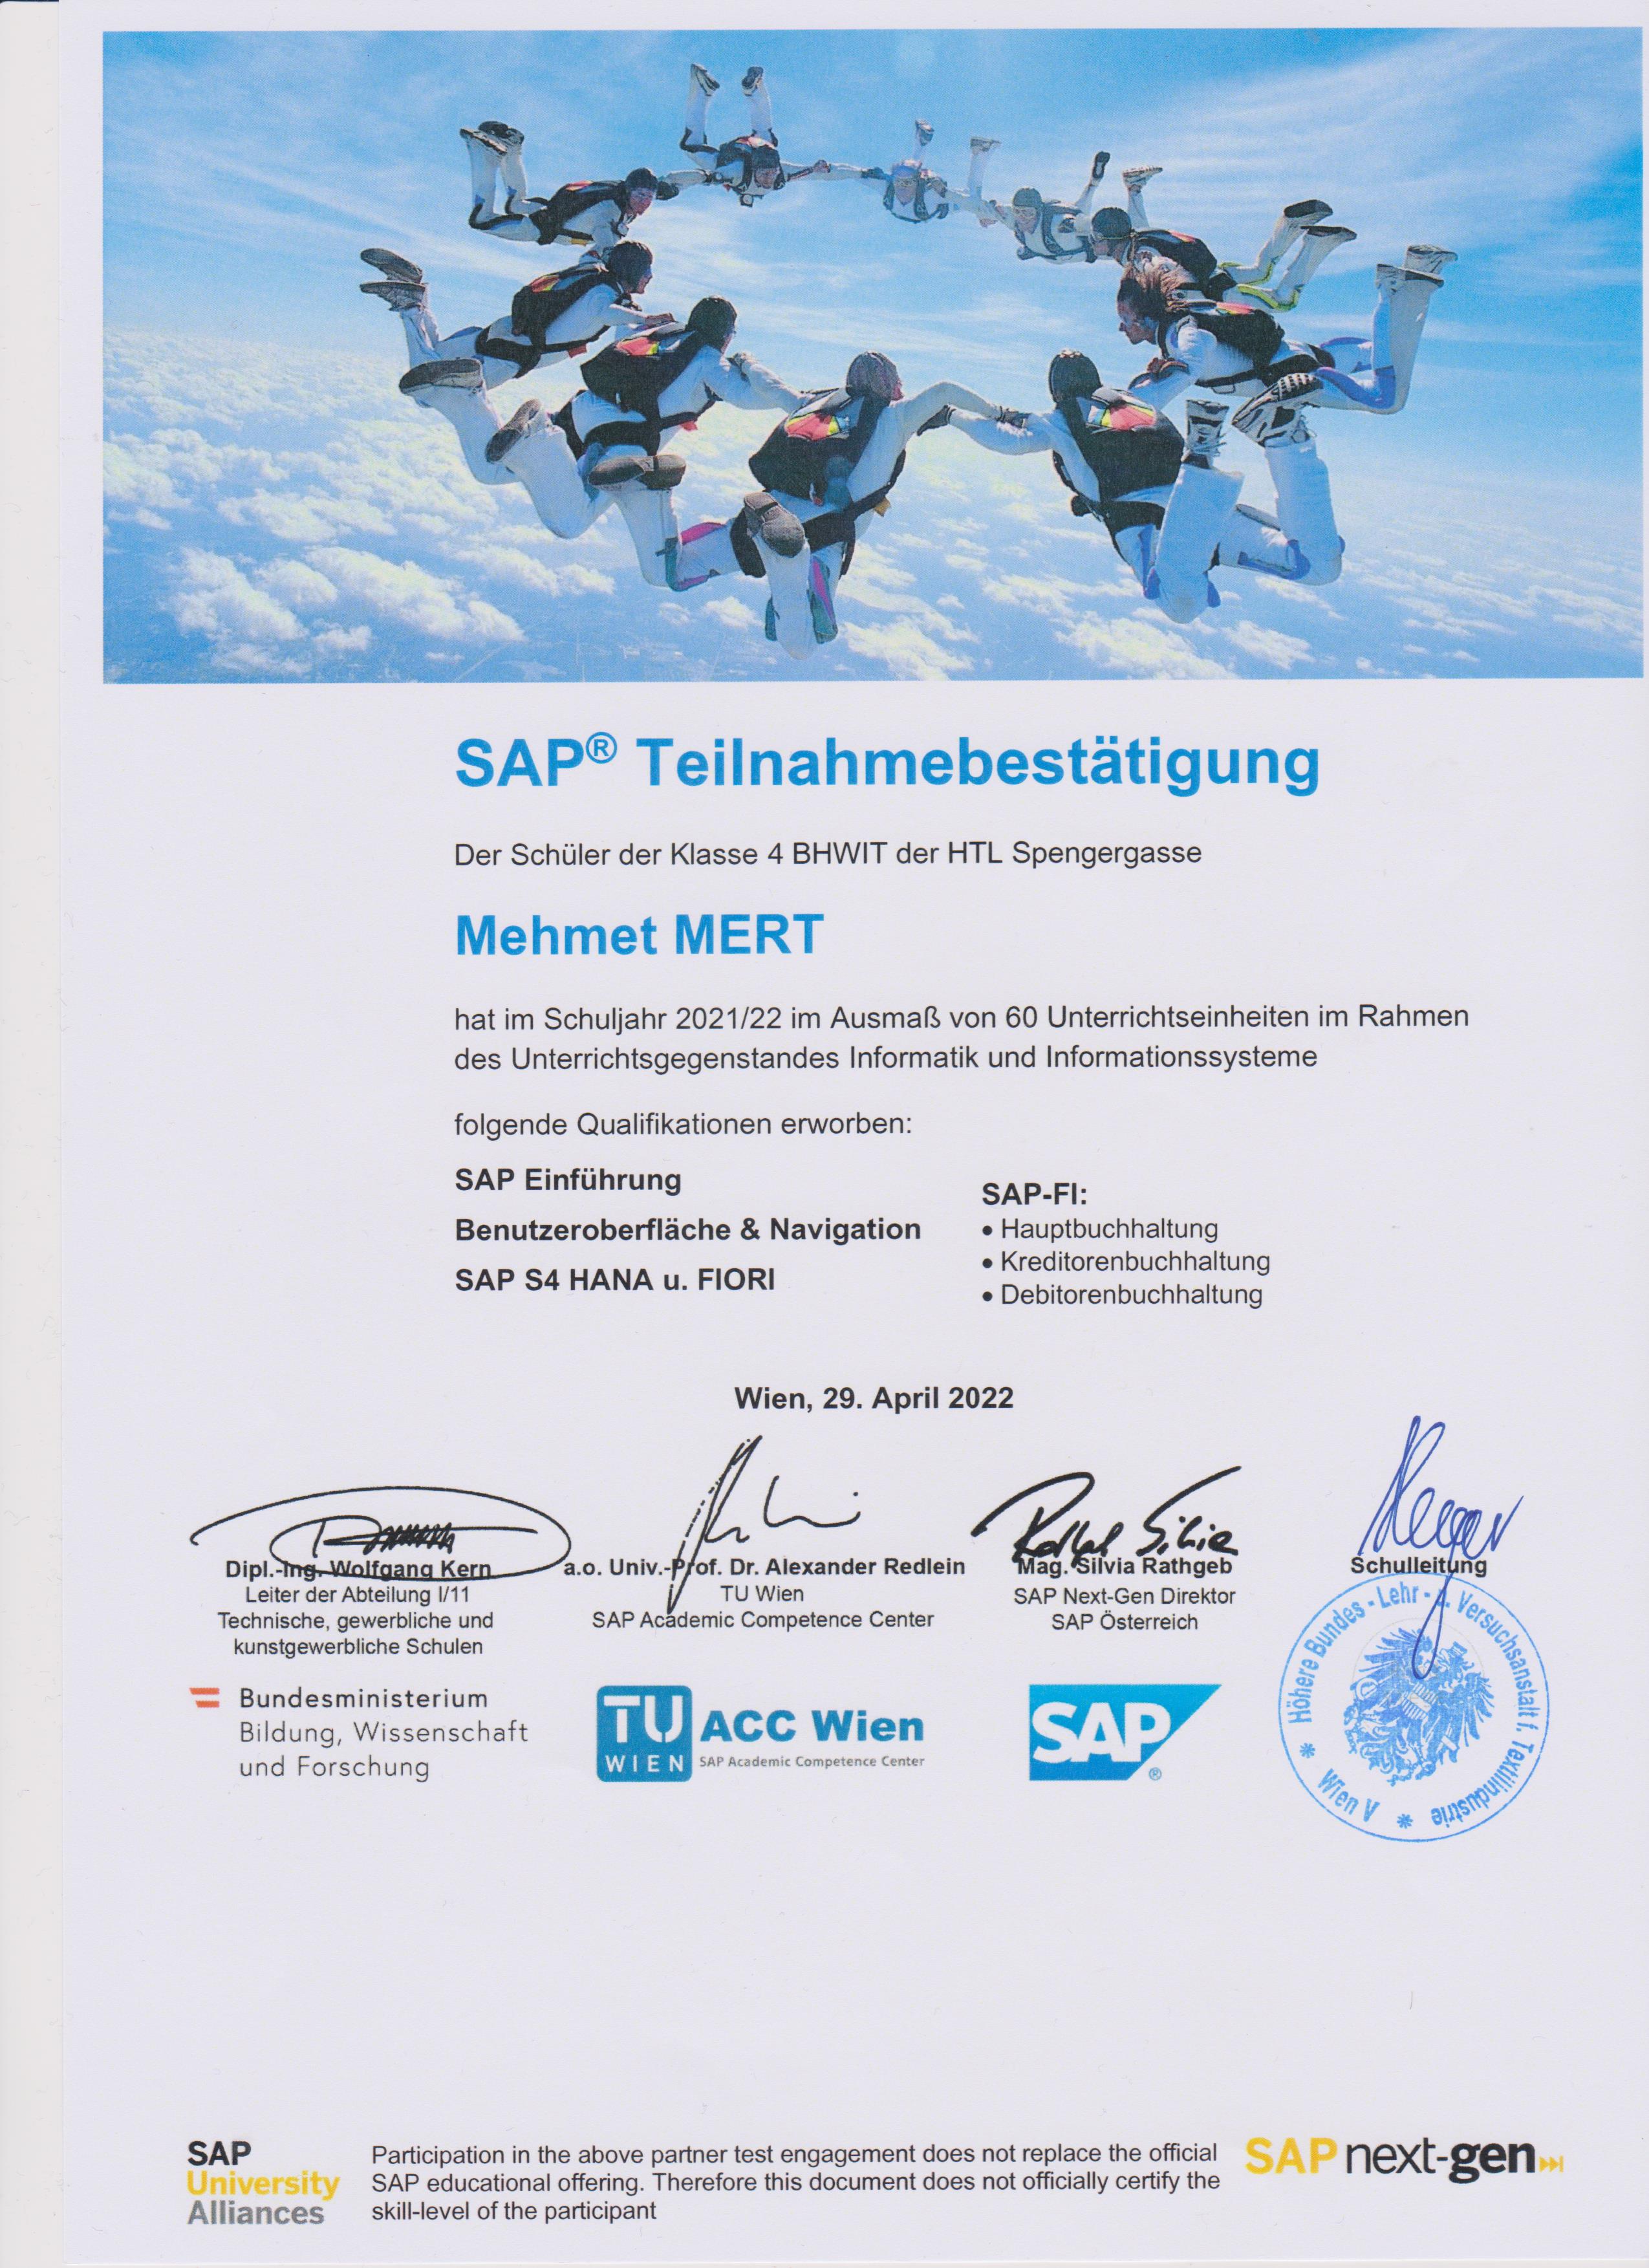 SAP® Teilnahmebestätigung
Der Schüler der Klasse 4 BHWIT der HTL Spengergasse
Mehmet MERT
hat im Schuljahr 2021/22 im Ausmaß von 60 Unterrichtseinheiten im Rahmen
des Unterrichtsgegenstandes Informatik und Informationssysteme
folgende Qualifikationen erworben:
SAP Einführung
Benutzeroberfläche & Navigation
SAP S4 HANA u. FIORI
SAP-FI:
• Hauptbuchhaltung
• Kreditorenbuchhaltung
• Debitorenbuchhaltung
Wien, 29. April 2022
Dipl.-Ing. Wolfgang Kern
Leiter der Abteilung I/11
Technische, gewerbliche und
kunstgewerbliche Schulen
Bundesministerium
Bildung, Wissenschaft
und Forschung
a.o. Univ.-Prof. Dr. Alexander Redlein
TU Wien
SAP Academic Competence Center
TU
WIEN
ACC Wien
SAP Academic Competence Center
Mag. Silvia Rathgeb
SAP Next-Gen Direktor
SAP Österreich
SAP®
Schulleitung
Höhere Bundes-Lehr- u. Versuchsanstalt f. Textilindustrie
* Wien V *
SAP
University
Alliances
Participation in the above partner test engagement does not replace the official
SAP educational offering. Therefore this document does not officially certify the
skill-level of the participant
SAP next-gen